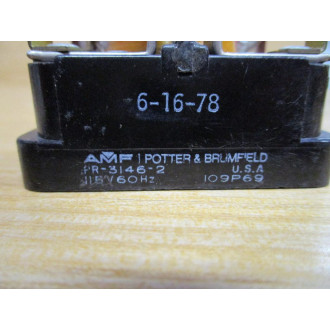 6-16-78
AMF | POTTER & BRUMFIELD
PR-3146-2 U.S.A
115V 60Hz 109P69